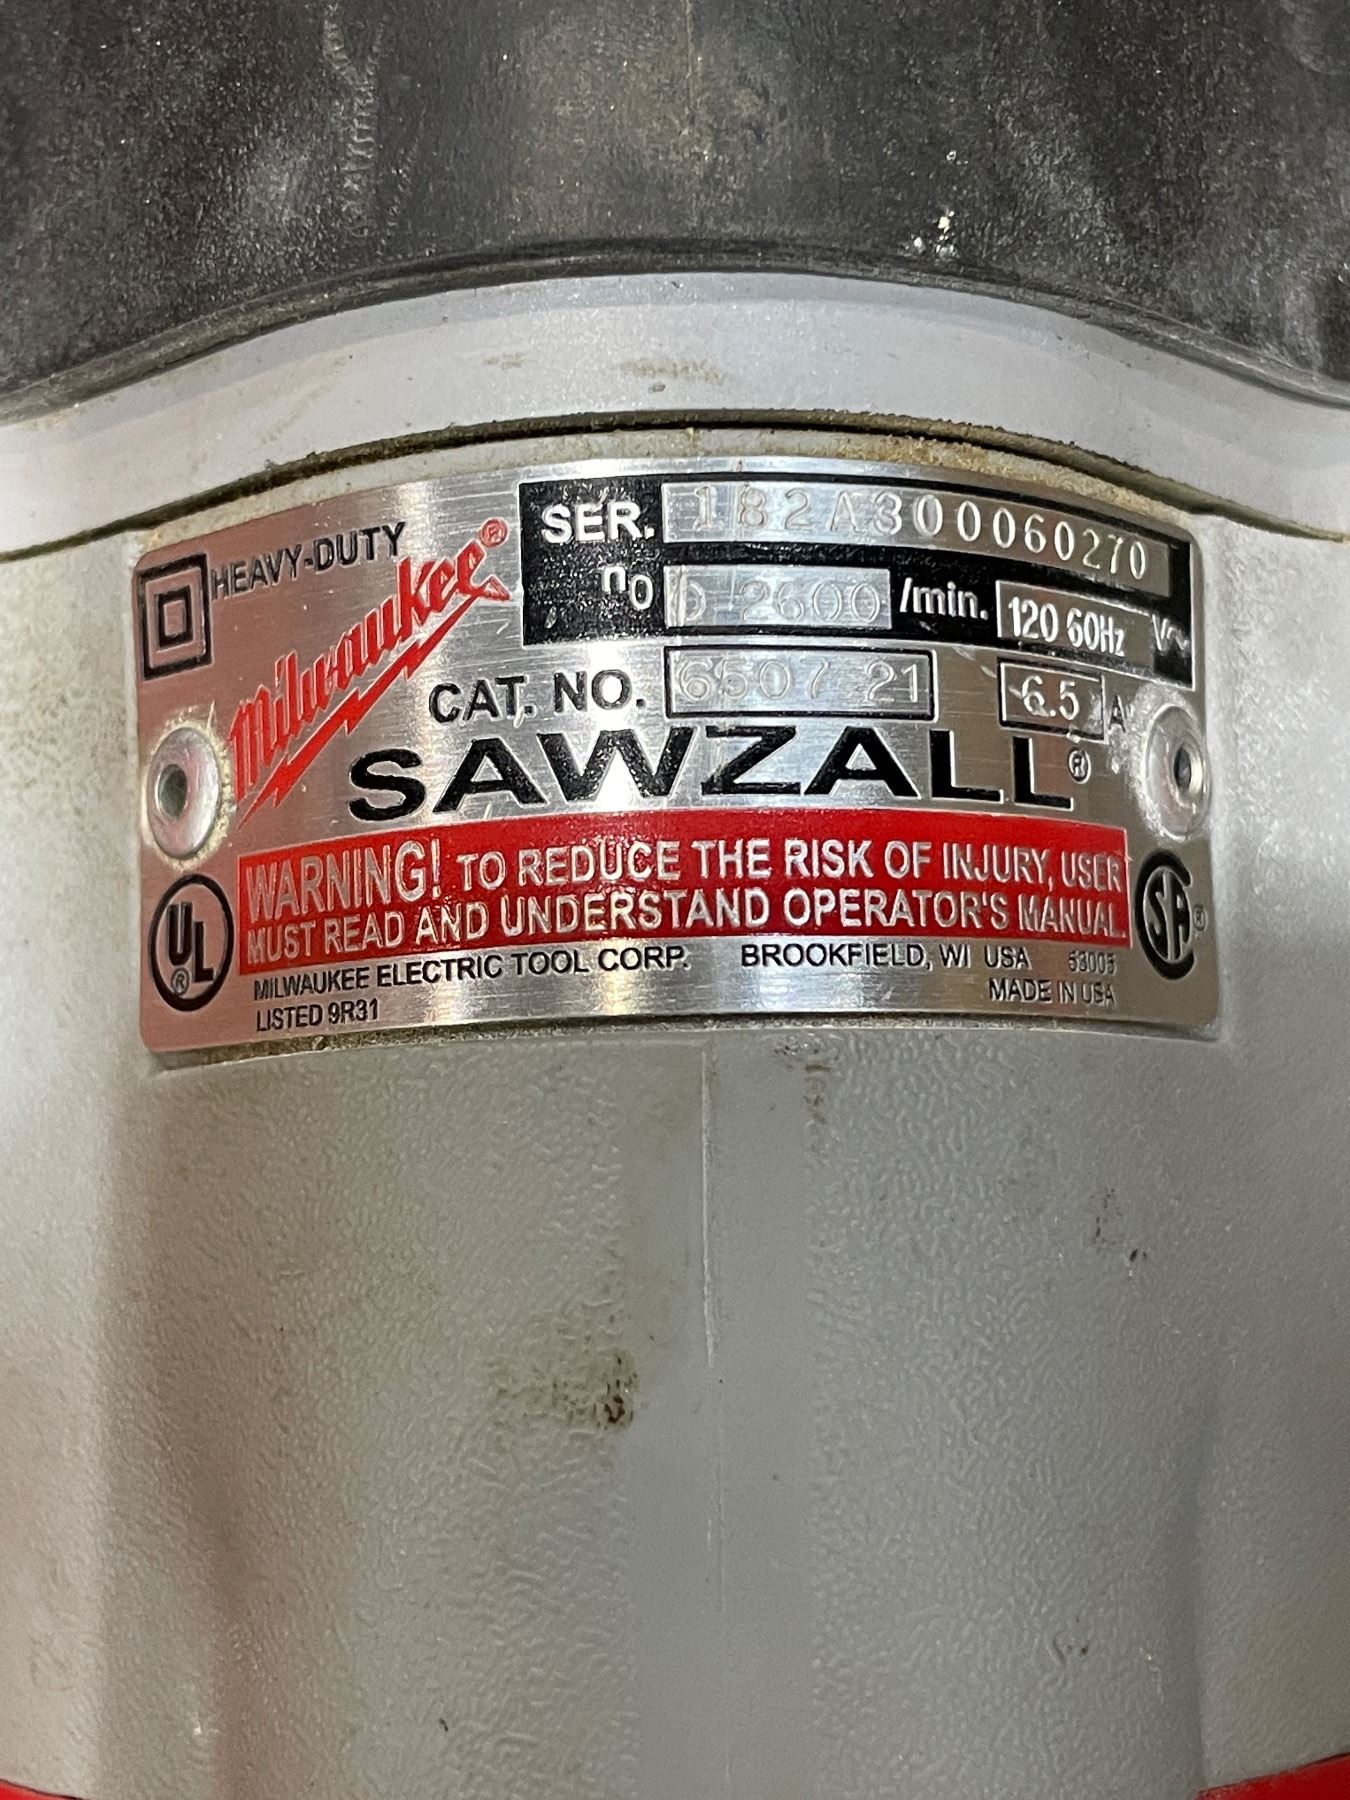 HEAVY-DUTY
Milwaukee®
SER. 182A300060270
n0 0-2600 /min. 120 60Hz V~
CAT. NO. 6507 21 6.5 A
SAWZALL®
WARNING! TO REDUCE THE RISK OF INJURY, USER
MUST READ AND UNDERSTAND OPERATOR'S MANUAL.
UL®
SA®
MILWAUKEE ELECTRIC TOOL CORP. BROOKFIELD, WI USA 53005
LISTED 9R31 MADE IN USA